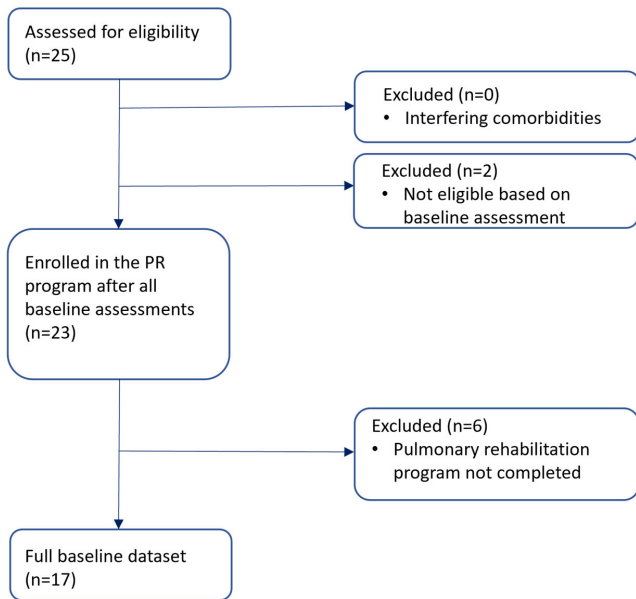 Assessed for eligibility
(n=25)
Excluded (n=0)
• Interfering comorbidities
Excluded (n=2)
• Not eligible based on
baseline assessment
Enrolled in the PR
program after all
baseline assessments
(n=23)
Excluded (n=6)
• Pulmonary rehabilitation
program not completed
Full baseline dataset
(n=17)